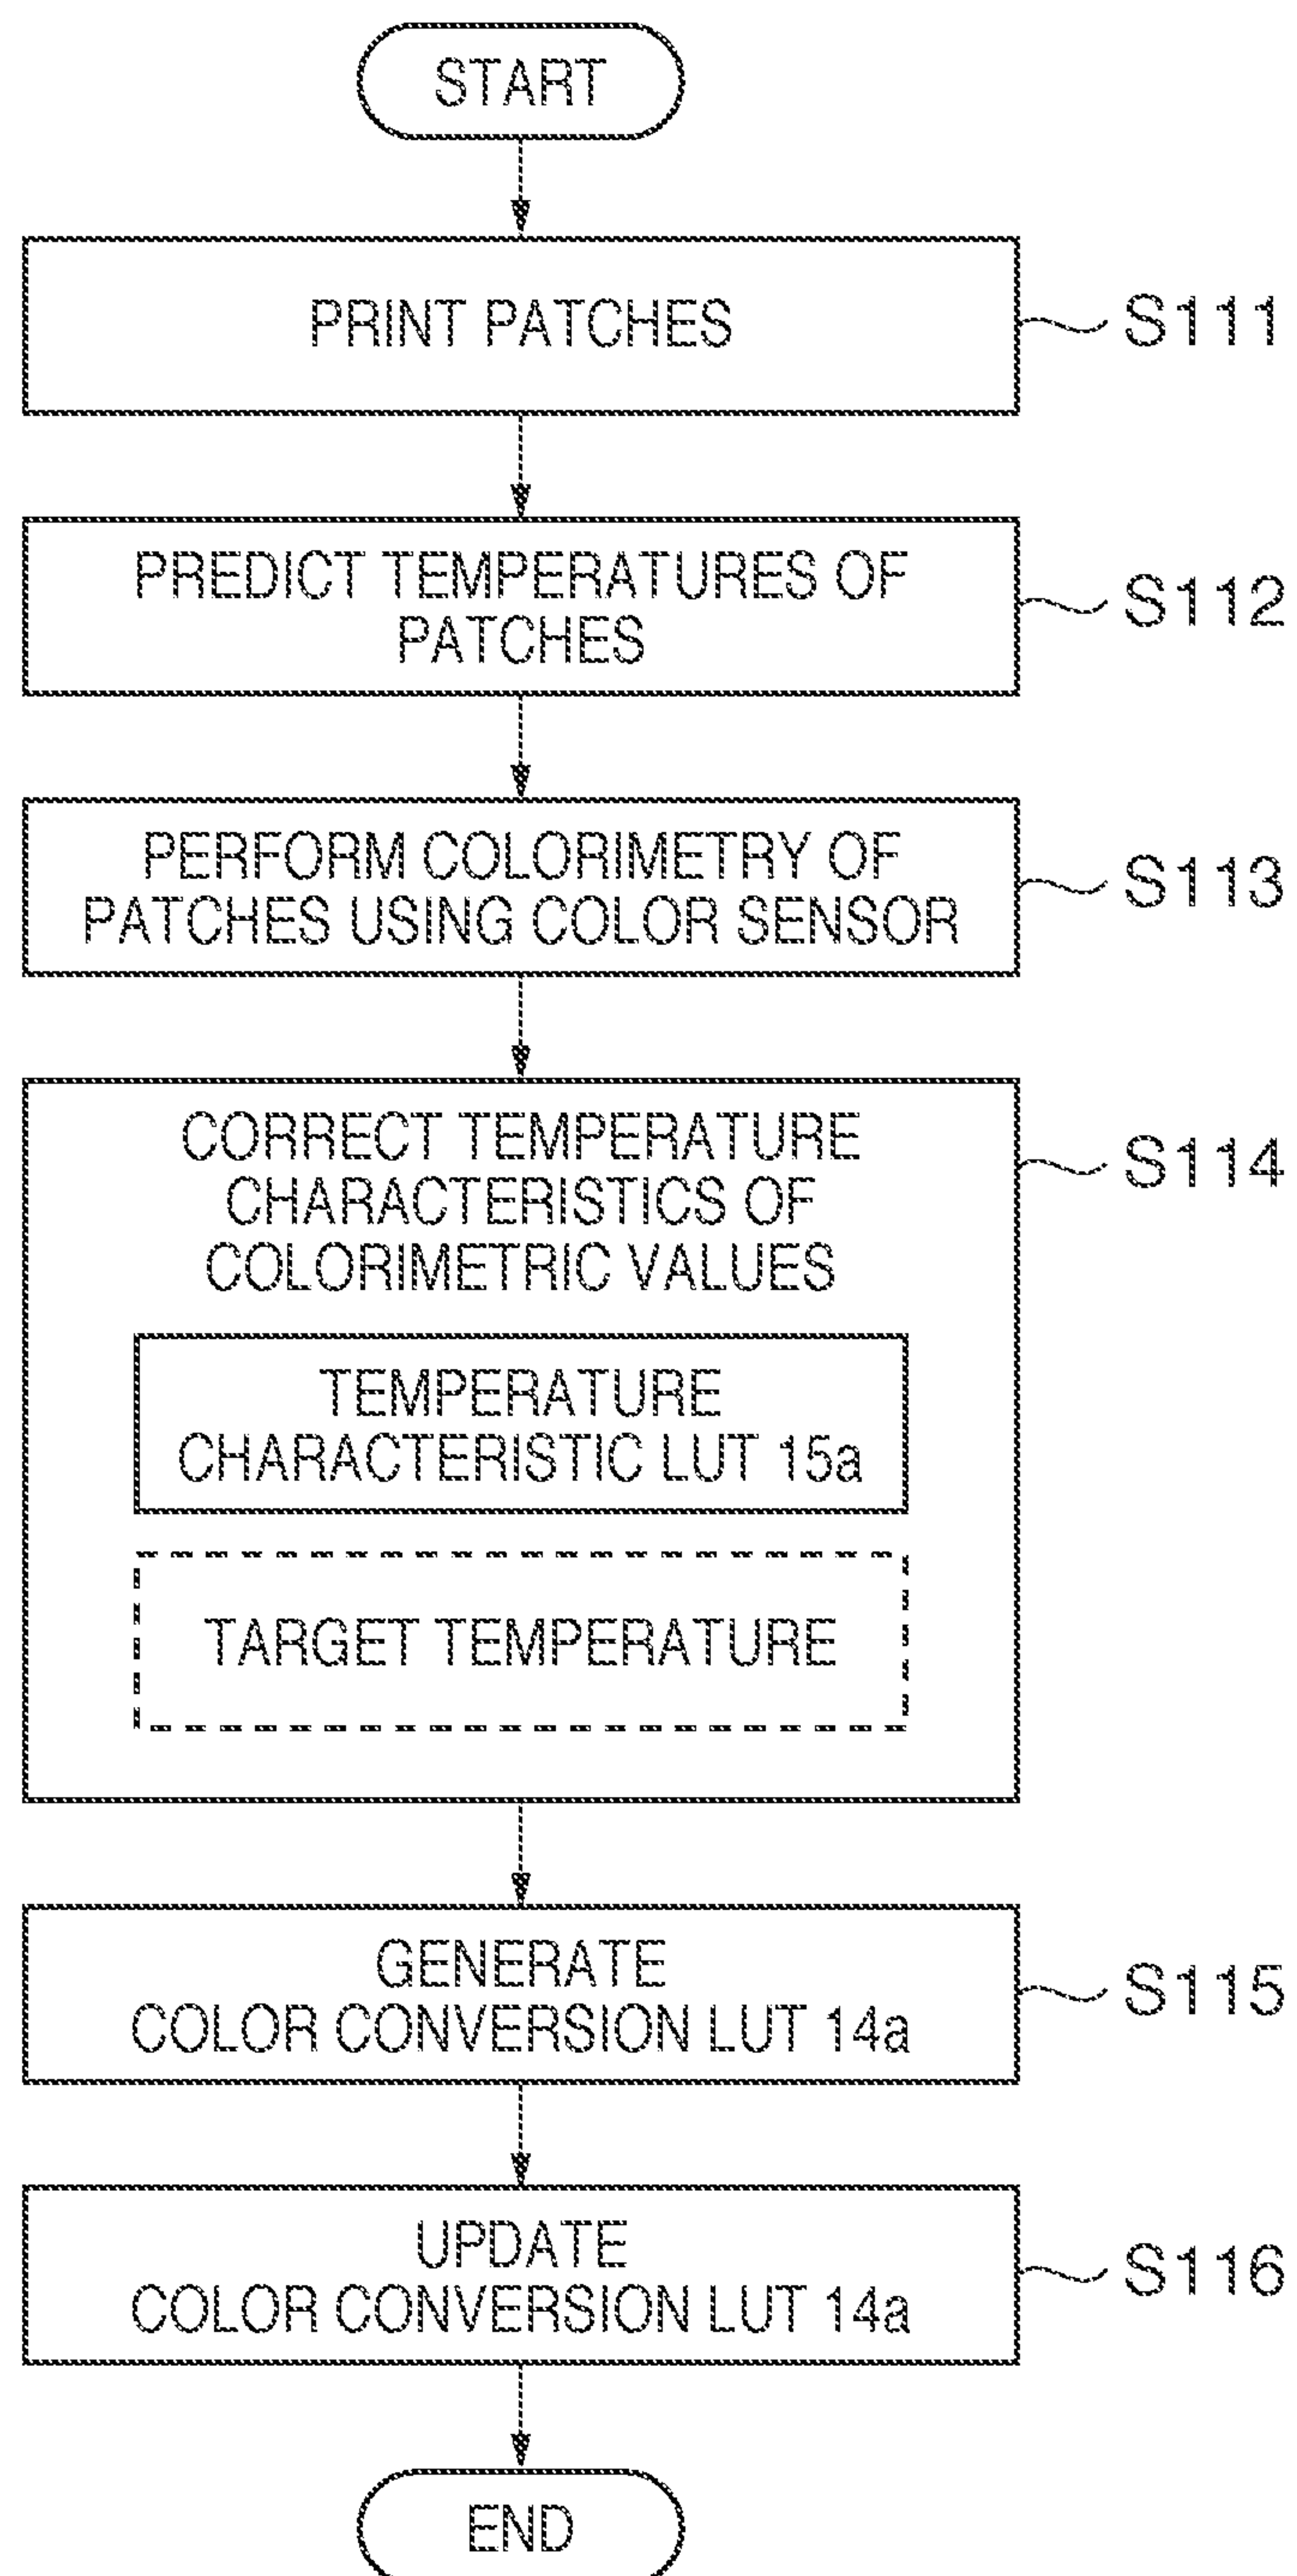 START
PRINT PATCHES
S111
PREDICT TEMPERATURES OF
PATCHES
S112
PERFORM COLORIMETRY OF
PATCHES USING COLOR SENSOR
S113
CORRECT TEMPERATURE
CHARACTERISTICS OF
COLORIMETRIC VALUES
S114
TEMPERATURE
CHARACTERISTIC LUT 15a
TARGET TEMPERATURE
GENERATE
COLOR CONVERSION LUT 14a
S115
UPDATE
COLOR CONVERSION LUT 14a
S116
END